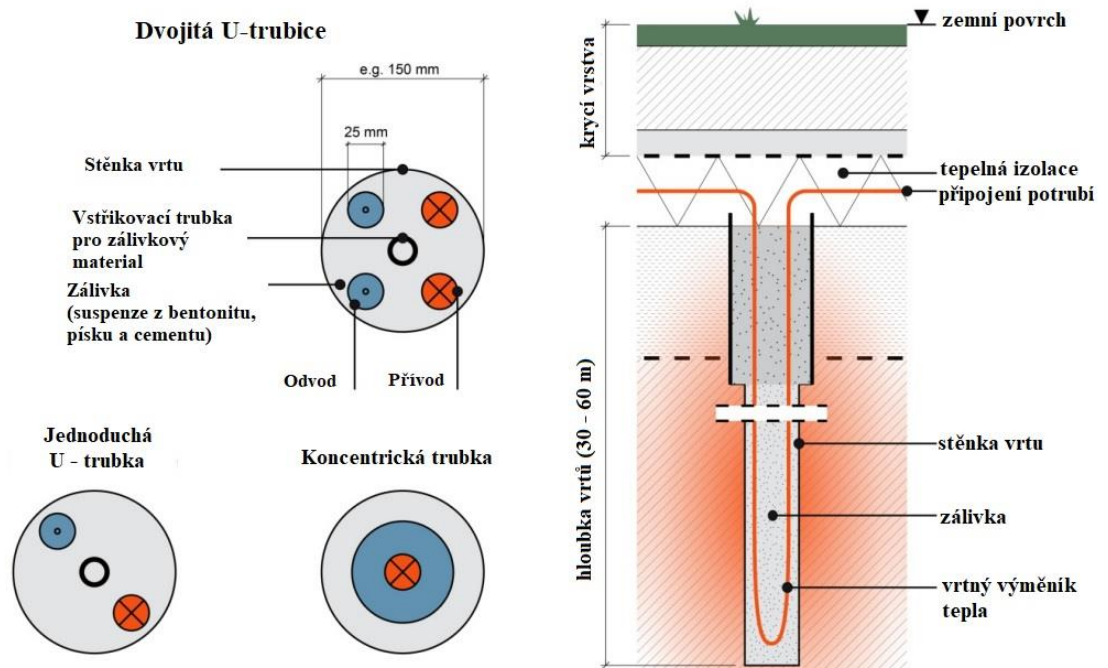 Dvojitá U-trubice
e.g. 150 mm
25 mm
Stěnka vrtu
Vstřikovací trubka
pro zálivkový
material
Zálivka
(suspenze z bentonitu,
písku a cementu)
Odvod
Přívod
Jednoduchá
U - trubka
Koncentrická trubka
zemní povrch
krycí vrstva
tepelná izolace
připojení potrubí
hloubka vrtů (30 - 60 m)
stěnka vrtu
zálivka
vrtný výměník
tepla